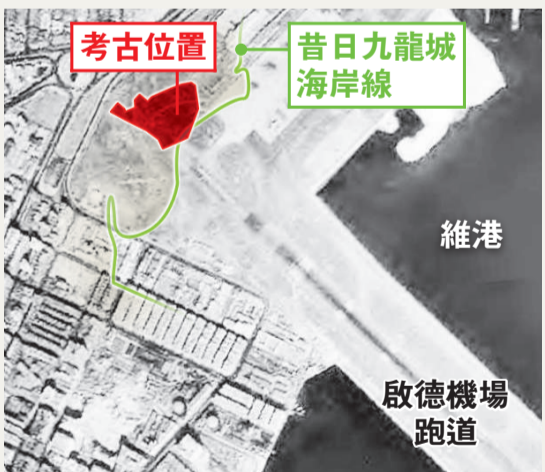 考古位置
昔日九龍城
海岸線
維港
啟德機場
跑道